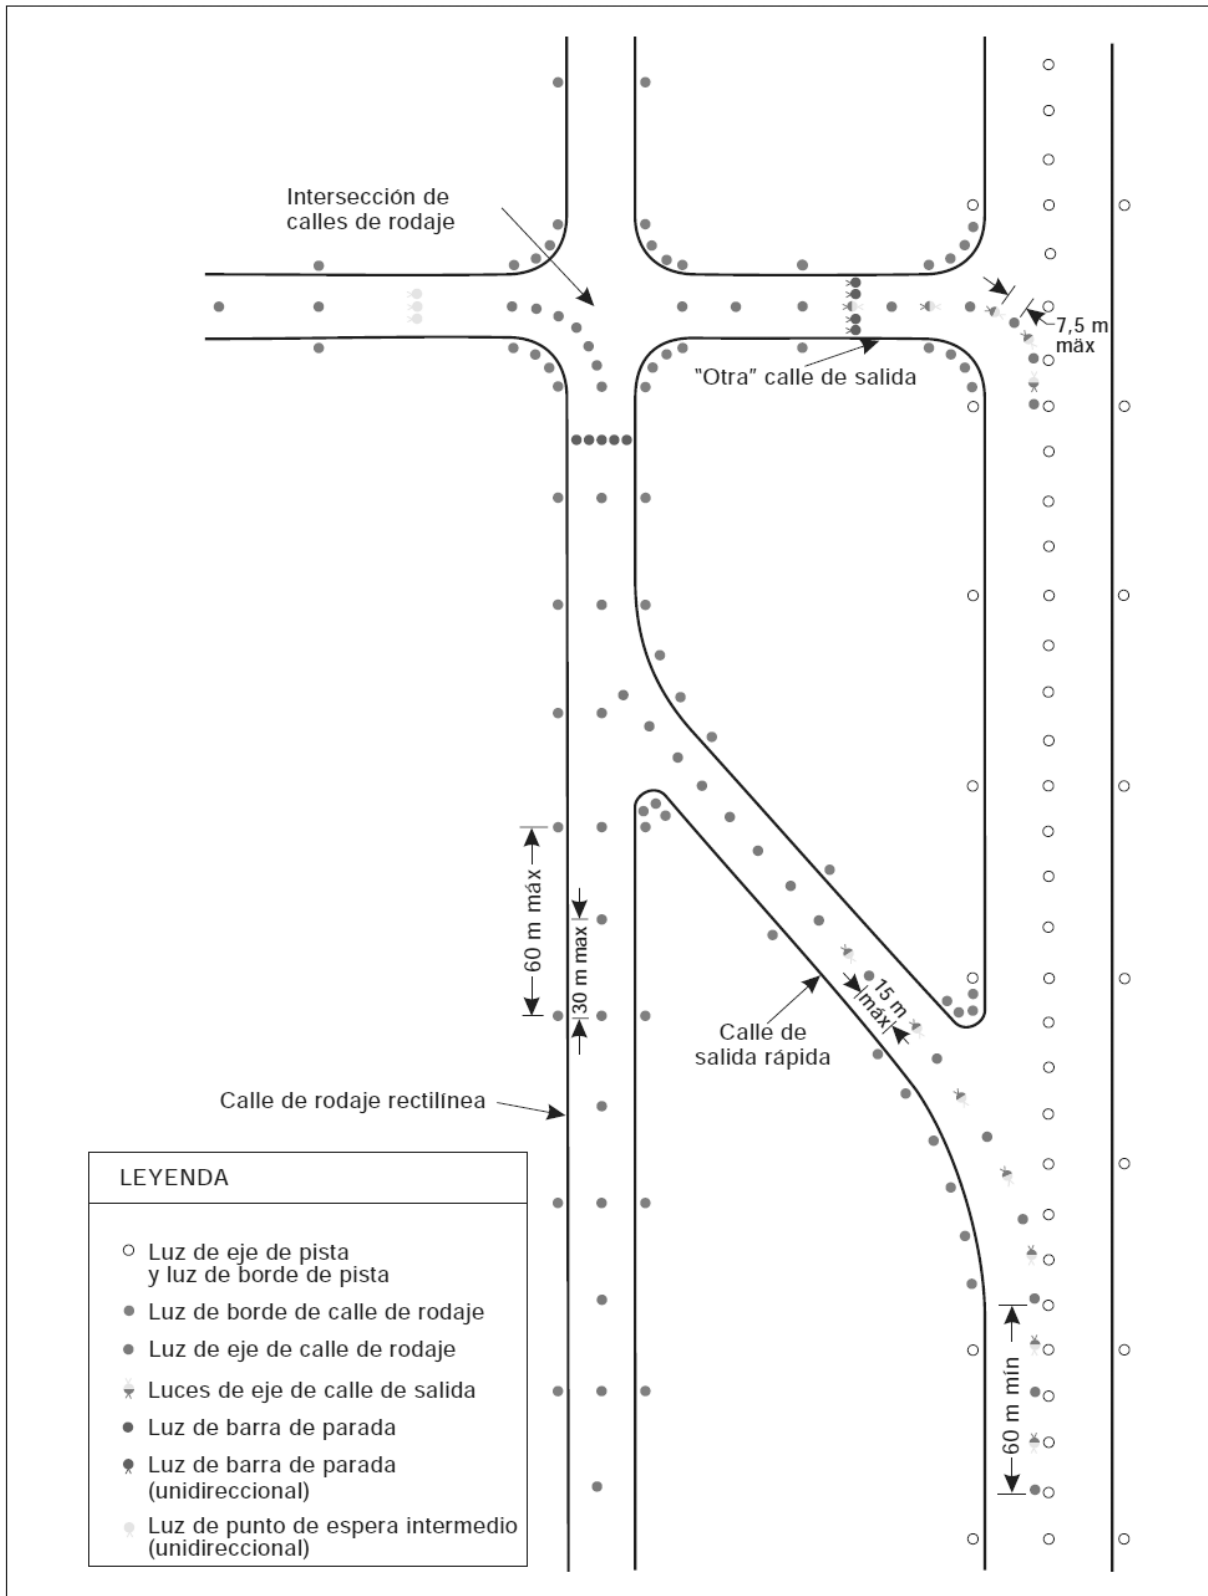 Intersección de
calles de rodaje
7,5 m
mäx
"Otra" calle de salida
60 m máx
30 m max
15 m
máx
Calle de
salida rápida
Calle de rodaje rectilínea
60 m mín
LEYENDA
Luz de eje de pista
y luz de borde de pista
Luz de borde de calle de rodaje
Luz de eje de calle de rodaje
Luces de eje de calle de salida
Luz de barra de parada
Luz de barra de parada
(unidireccional)
Luz de punto de espera intermedio
(unidireccional)